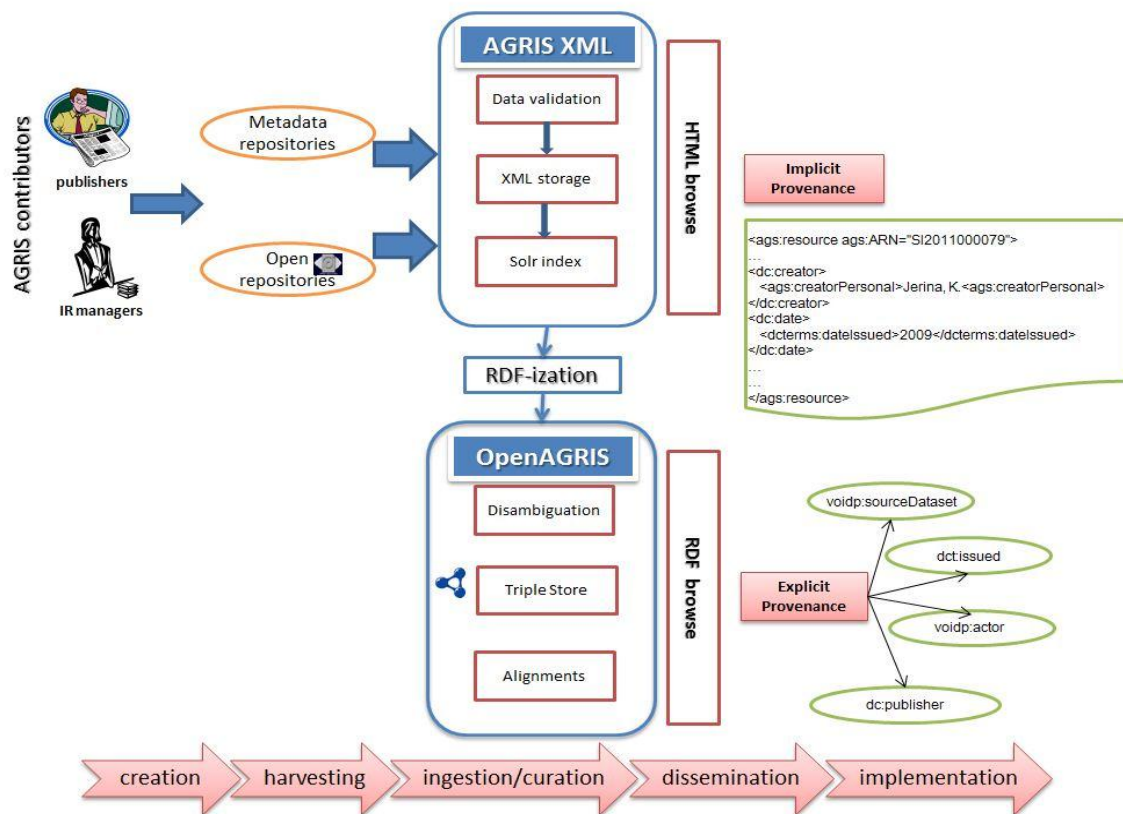 AGRIS contributors
publishers
IR managers
Metadata
repositories
Open
repositories
AGRIS XML
Data validation
XML storage
Solr index
HTML browse
Implicit
Provenance
<ags:resource ags:ARN="SI2011000079">
...
<dc:creator>
<ags:creatorPersonal>Jerina, K.<ags:creatorPersonal>
</dc:creator>
<dc:date>
<dcterms:dateIssued>2009</dcterms:dateIssued>
</dc:date>
...
...
</ags:resource>
RDF-ization
OpenAGRIS
Disambiguation
Triple Store
Alignments
RDF browse
Explicit
Provenance
voidp:sourceDataset
dct:issued
voidp:actor
dc:publisher
creation
harvesting
ingestion/curation
dissemination
implementation